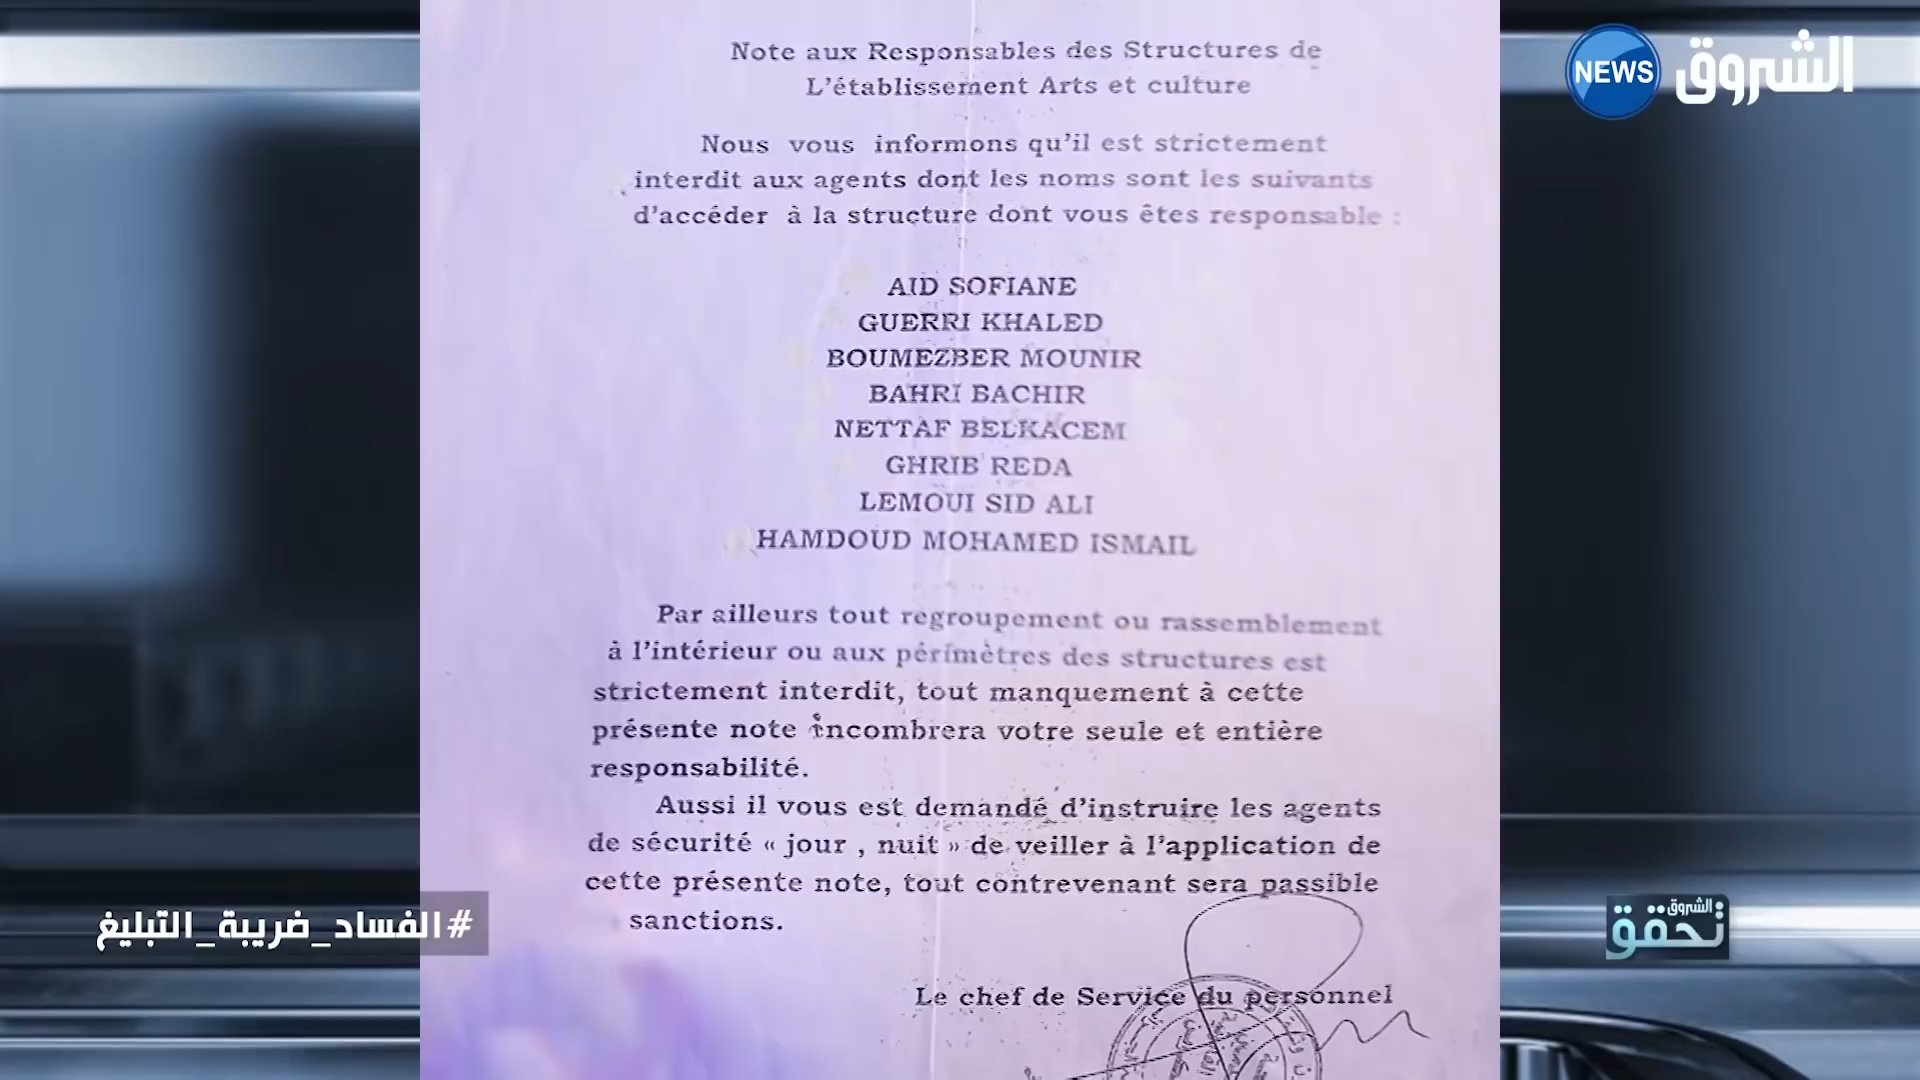 NEWS الشروق
Note aux Responsables des Structures de
L'établissement Arts et culture
Nous vous informons qu'il est strictement
interdit aux agents dont les noms sont les suivants
d'accéder à la structure dont vous êtes responsable :
AID SOFIANE
GUERRI KHALED
BOUMEZBER MOUNIR
BAHRI BACHIR
NETTAF BELKACEM
GHRIB REDA
LEMOUI SID ALI
HAMDOUD MOHAMED ISMAIL
Par ailleurs tout regroupement ou rassemblement
à l'intérieur ou aux périmètres des structures est
strictement interdit, tout manquement à cette
présente note incombrera votre seule et entière
responsabilité.
Aussi il vous est demandé d'instruire les agents
de sécurité « jour , nuit » de veiller à l'application de
cette présente note, tout contrevenant sera passible
sanctions.
Le chef de Service du personnel
#الفساد_ضريبة_التبليغ
الشروق
تحقق